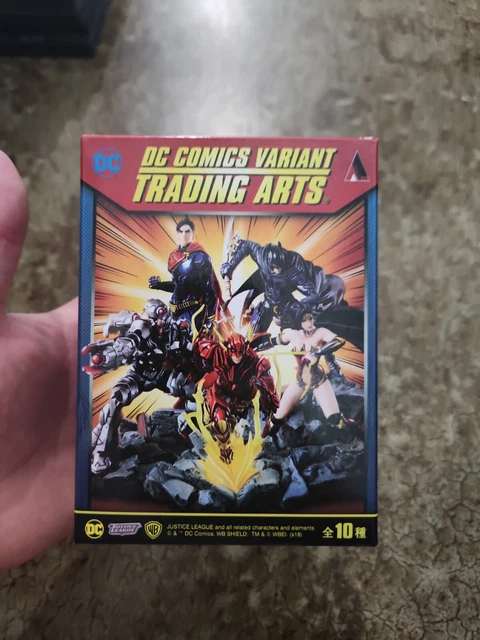 DC
DC COMICS VARIANT
TRADING ARTS
DC
JUSTICE LEAGUE
WB
JUSTICE LEAGUE and all related characters and elements
© & ™ DC Comics. WB SHIELD: TM & © WBEI (s18)
全10種